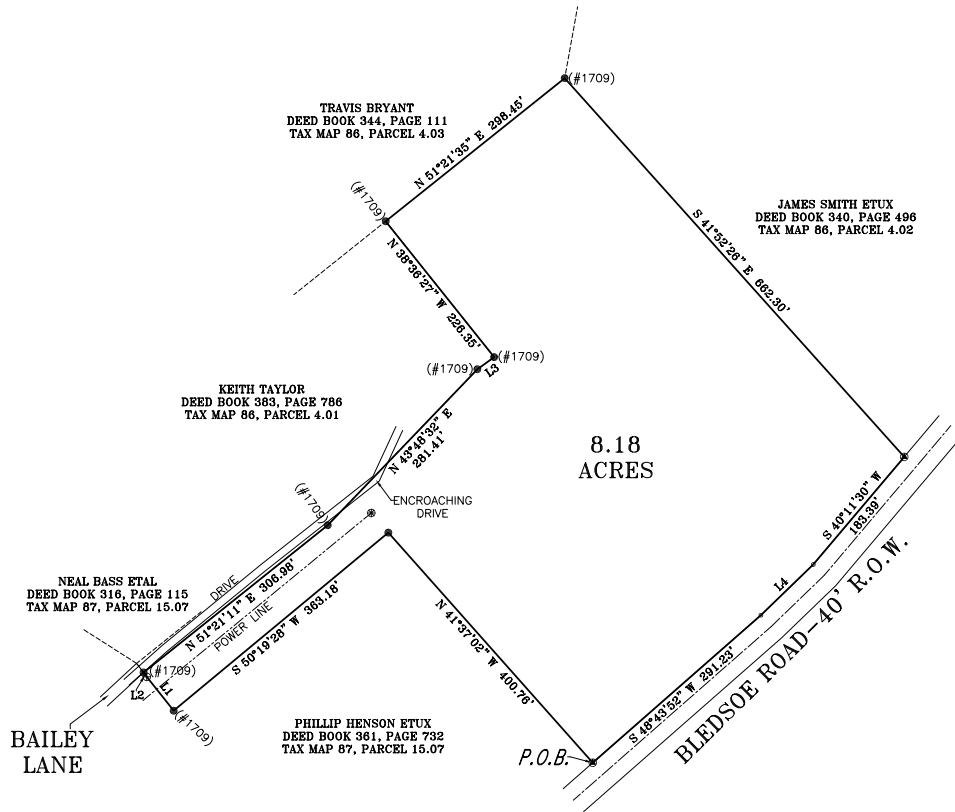 (#1709)
TRAVIS BRYANT
DEED BOOK 344, PAGE 111
TAX MAP 86, PARCEL 4.03
N 51°21'35" E 298.45'
(#1709)
JAMES SMITH ETUX
DEED BOOK 340, PAGE 496
TAX MAP 86, PARCEL 4.02
S 41°52'26" E 662.30'
N 38°36'27" W 226.35'
(#1709)
(#1709)
L3
KEITH TAYLOR
DEED BOOK 383, PAGE 786
TAX MAP 86, PARCEL 4.01
N 43°48'32" E
281.41'
8.18
ACRES
ENCROACHING
DRIVE
(#1709)
S 40°11'30" W
183.39'
NEAL BASS ETAL
DEED BOOK 316, PAGE 115
TAX MAP 87, PARCEL 15.07
DRIVE
N 51°21'11" E 306.98'
POWER LINE
S 50°19'28" W 363.18'
N 41°37'02" W 400.76'
L4
BLEDSOE ROAD-40' R.O.W.
S 48°43'52" W 291.23'
(#1709)
L2
L1
(#1709)
BAILEY
LANE
PHILLIP HENSON ETUX
DEED BOOK 361, PAGE 732
TAX MAP 87, PARCEL 15.07
P.O.B.